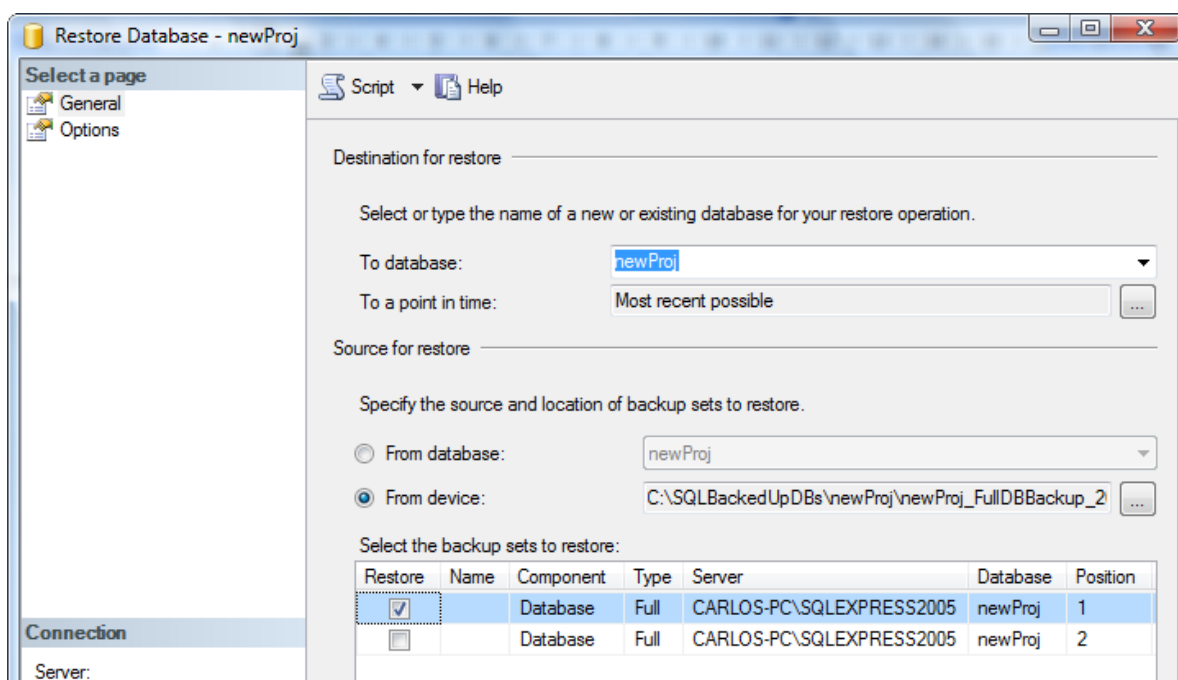 Restore Database - newProj
Select a page
General
Options
Script Help
Destination for restore
Select or type the name of a new or existing database for your restore operation.
To database: newProj
To a point in time: Most recent possible ...
Source for restore
Specify the source and location of backup sets to restore.
From database: newProj
From device: C:\SQLBackedUpDBs\newProj\newProj_FullDBBackup_2 ...
Select the backup sets to restore:
Restore Name Component Type Server Database Position
Database Full CARLOS-PC\SQLEXPRESS2005 newProj 1
Database Full CARLOS-PC\SQLEXPRESS2005 newProj 2
Connection
Server: